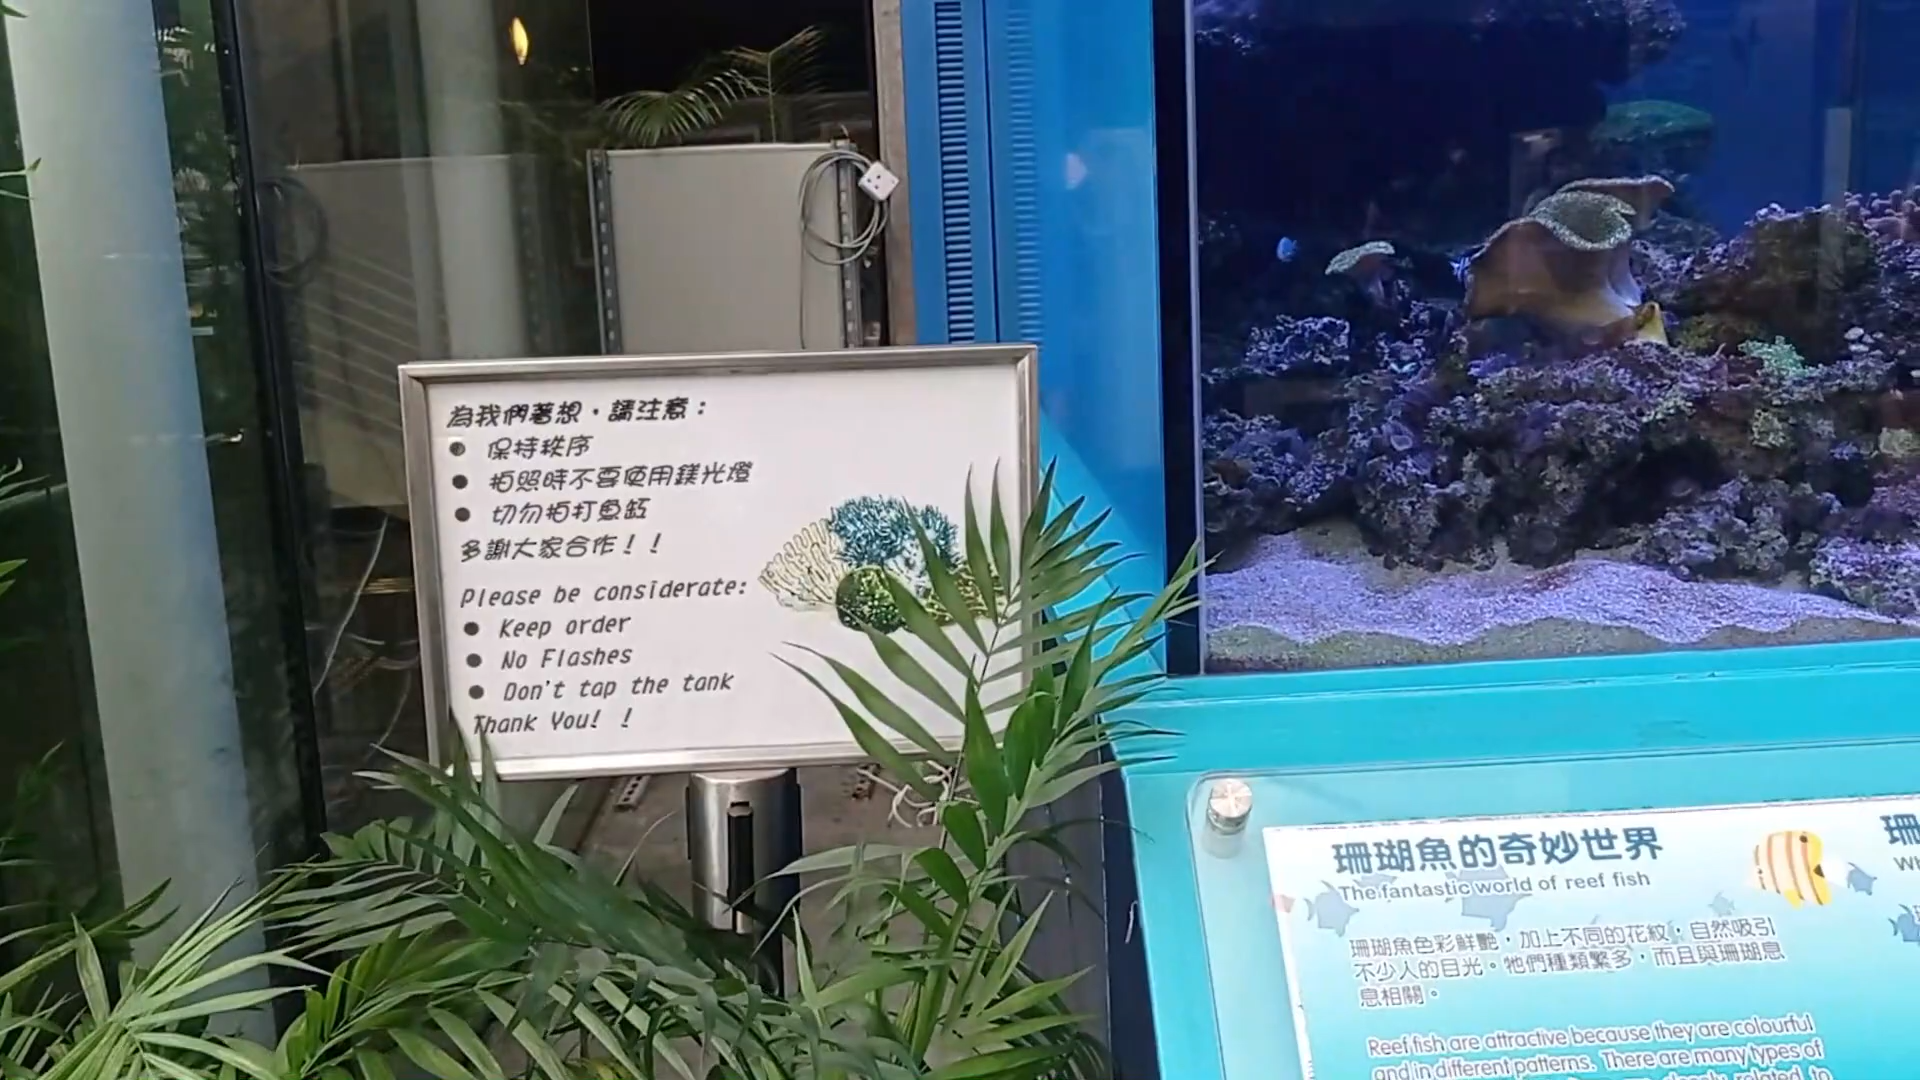 為我們著想，請注意：
● 保持秩序
● 拍照時不要使用鎂光燈
● 切勿拍打魚缸
多謝大家合作！！
Please be considerate:
● Keep order
● No Flashes
● Don't tap the tank
Thank You! !
珊瑚魚的奇妙世界
The fantastic world of reef fish
珊瑚魚色彩鮮艷，加上不同的花紋，自然吸引
不少人的目光。牠們種類繁多，而且與珊瑚息
息相關。
Reef fish are attractive because they are colourful
and in different patterns. There are many types of
closely related to
珊
Wh